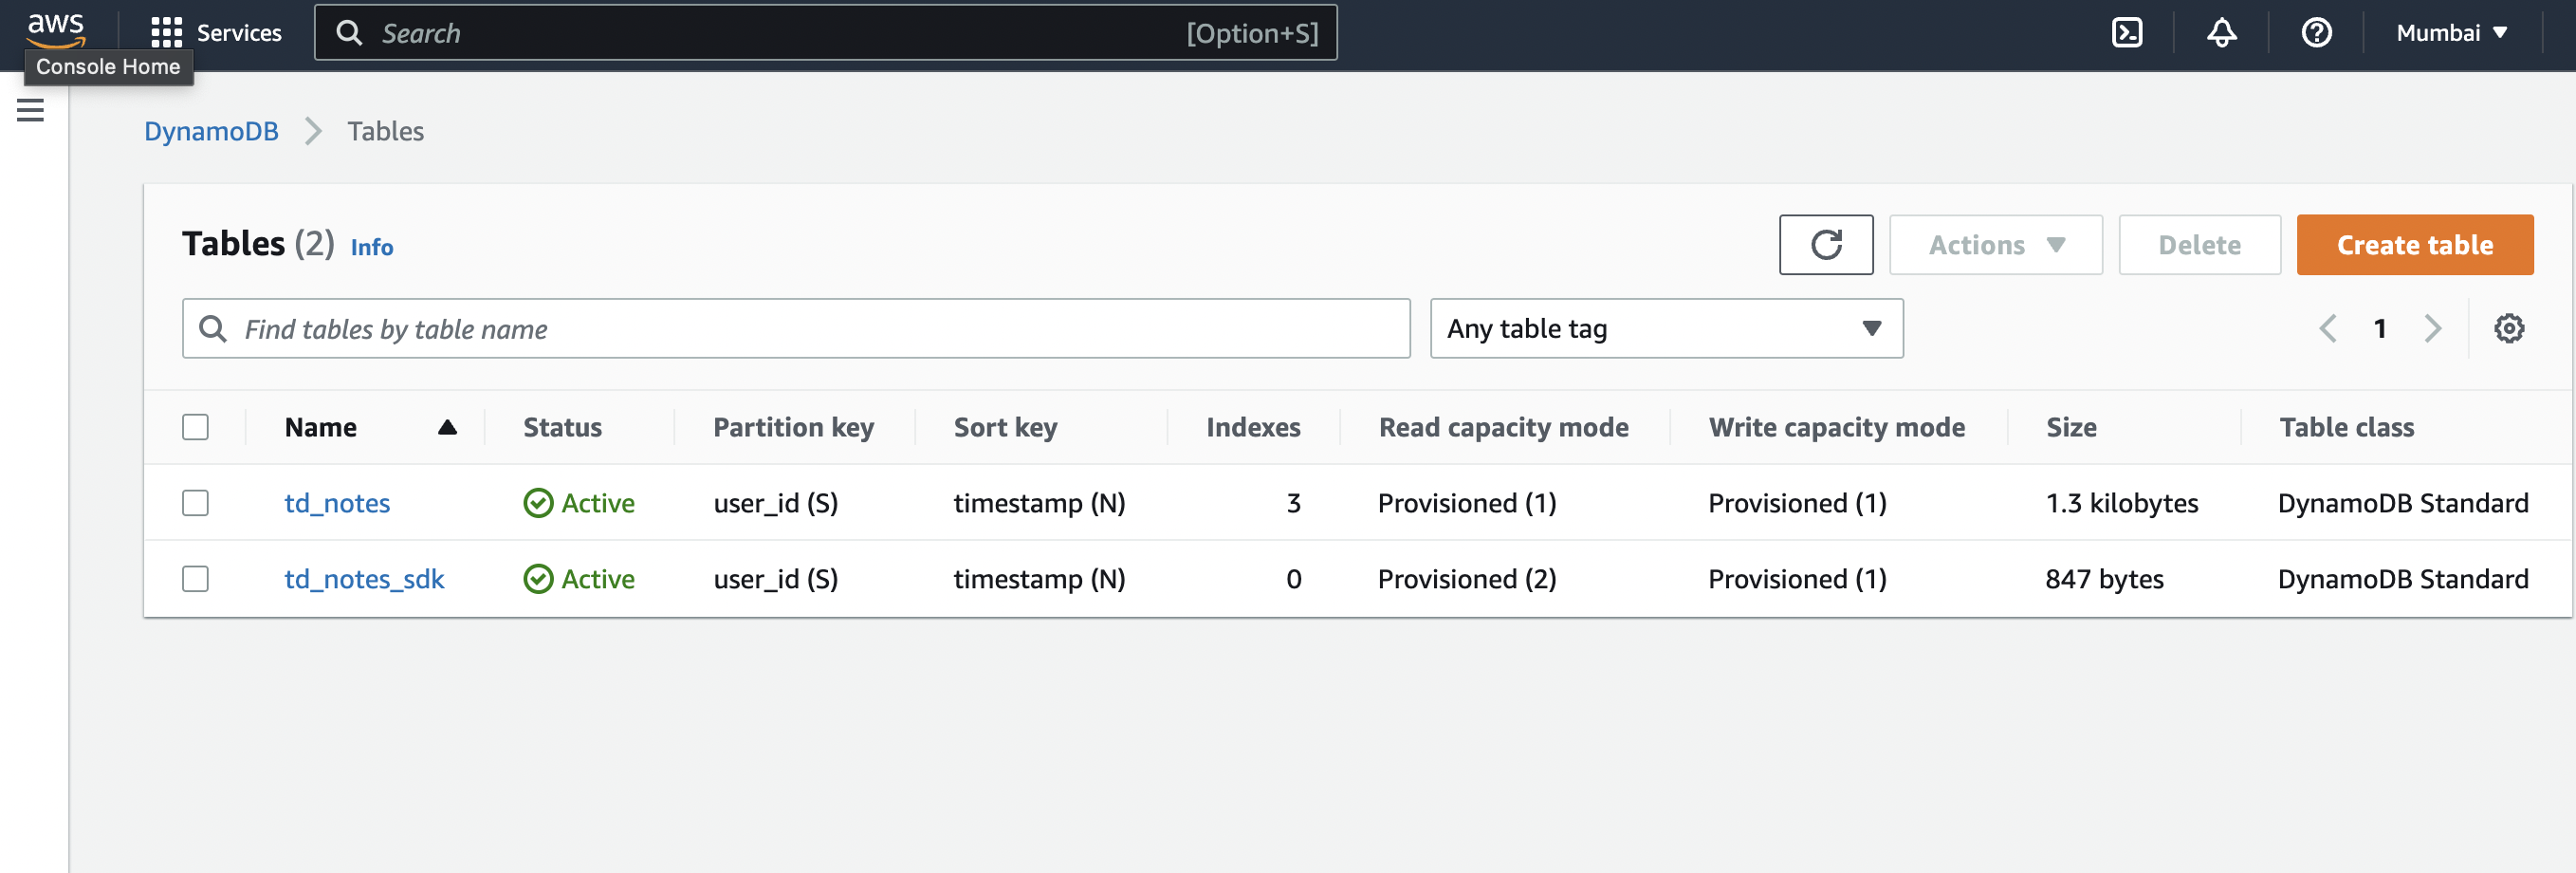 aws
Services
Search
[Option+S]
Mumbai
Console Home
DynamoDB
Tables
Tables (2) Info
Actions
Delete
Create table
Find tables by table name
Any table tag
1
Name Status Partition key Sort key Indexes Read capacity mode Write capacity mode Size Table class
td_notes Active user_id (S) timestamp (N) 3 Provisioned (1) Provisioned (1) 1.3 kilobytes DynamoDB Standard
td_notes_sdk Active user_id (S) timestamp (N) 0 Provisioned (2) Provisioned (1) 847 bytes DynamoDB Standard